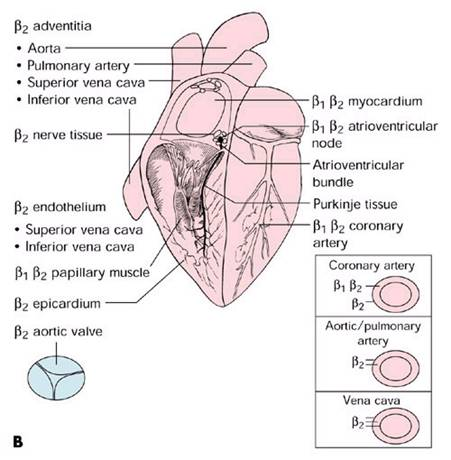 β2 adventitia
• Aorta
• Pulmonary artery
• Superior vena cava
• Inferior vena cava
β2 nerve tissue
β2 endothelium
• Superior vena cava
• Inferior vena cava
β1 β2 papillary muscle
β2 epicardium
β2 aortic valve
β1 β2 myocardium
β1 β2 atrioventricular
node
Atrioventricular
bundle
Purkinje tissue
β1 β2 coronary
artery
Coronary artery
β1 β2
β2
Aortic/pulmonary
artery
β2
Vena cava
β2
B